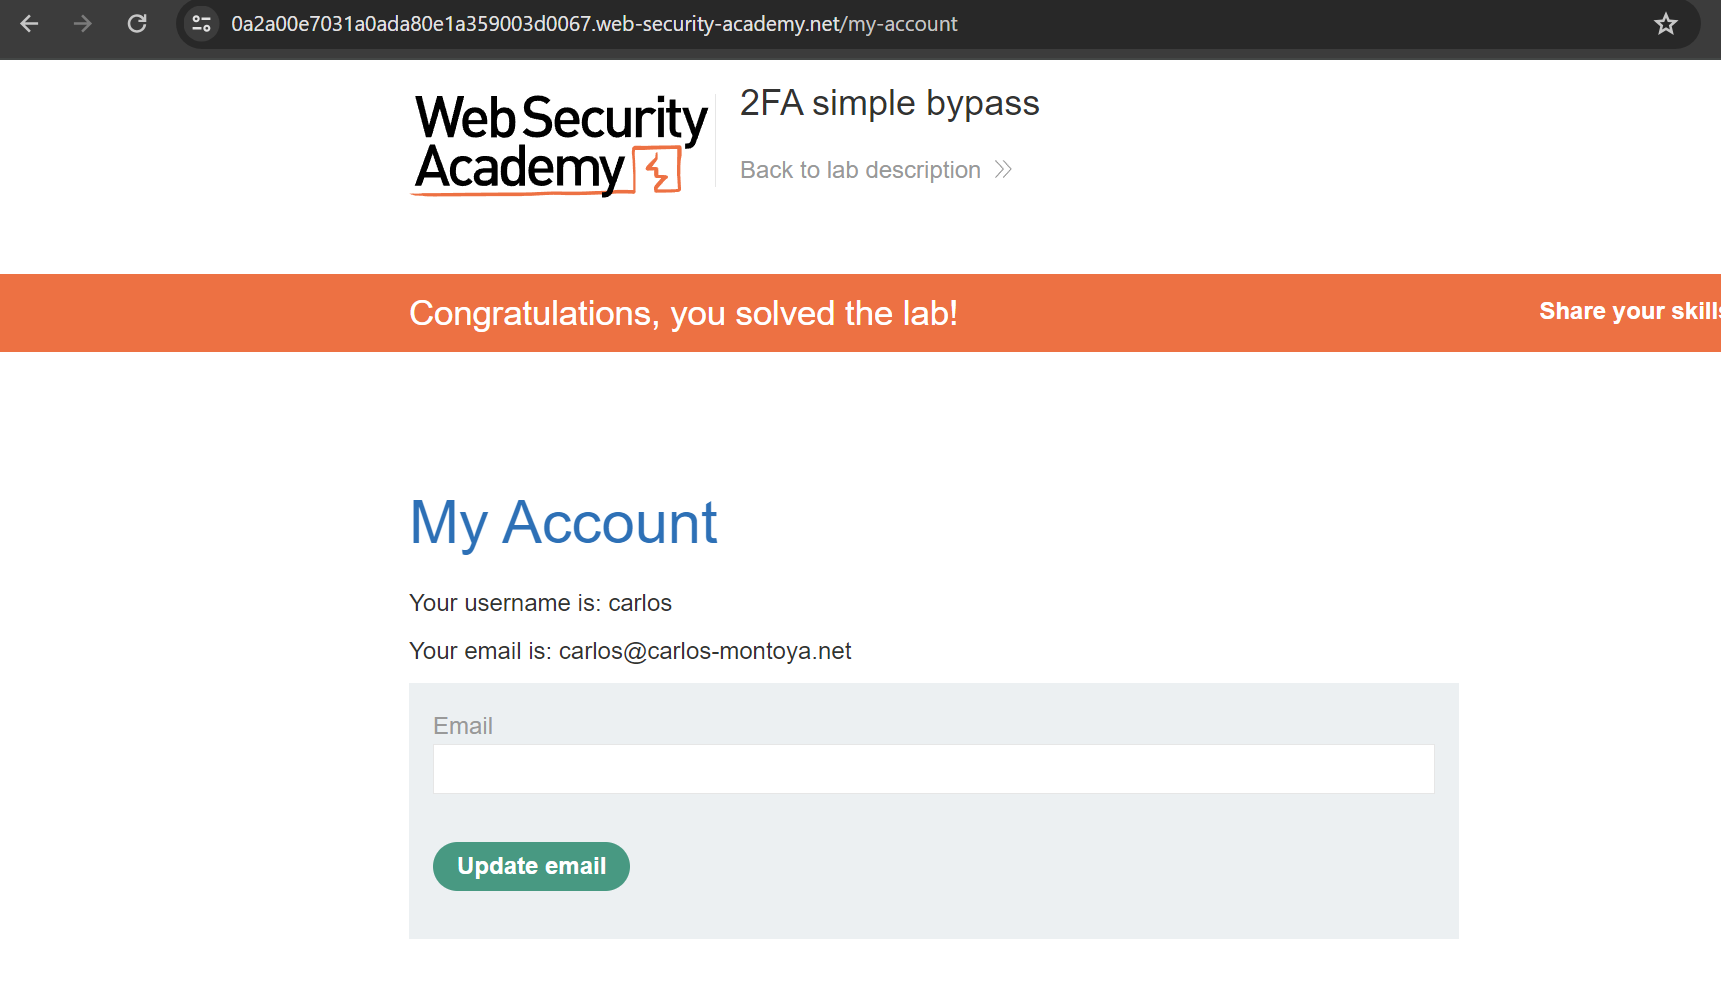 0a2a00e7031a0ada80e1a359003d0067.web-security-academy.net/my-account
Web Security
Academy
2FA simple bypass
Back to lab description
Congratulations, you solved the lab!
Share your skills
My Account
Your username is: carlos
Your email is: carlos@carlos-montoya.net
Email
Update email